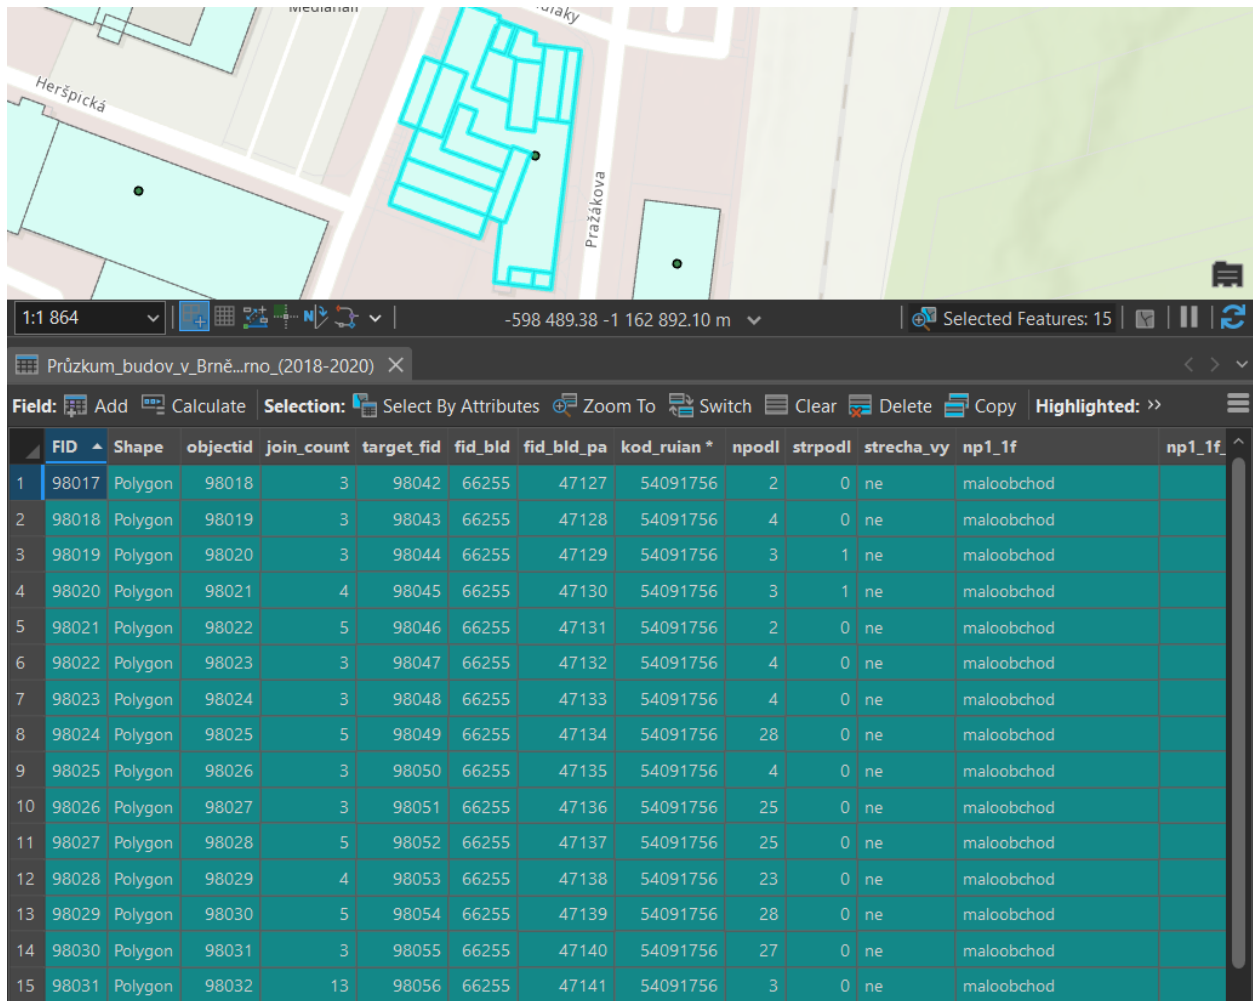 Heršpická
Pražákova
1:1 864
-598 489.38 -1 162 892.10 m
Selected Features: 15
Průzkum_budov_v_Brně...rno_(2018-2020)
Field: Add Calculate Selection: Select By Attributes Zoom To Switch Clear Delete Copy Highlighted:
FID Shape objectid join_count target_fid fid_bld fid_bld_pa kod_ruian * npodl strpodl strecha_vy np1_1f np1_1f_
1 98017 Polygon 98018 3 98042 66255 47127 54091756 2 0 ne maloobchod
2 98018 Polygon 98019 3 98043 66255 47128 54091756 4 0 ne maloobchod
3 98019 Polygon 98020 3 98044 66255 47129 54091756 3 1 ne maloobchod
4 98020 Polygon 98021 4 98045 66255 47130 54091756 3 1 ne maloobchod
5 98021 Polygon 98022 5 98046 66255 47131 54091756 2 0 ne maloobchod
6 98022 Polygon 98023 3 98047 66255 47132 54091756 4 0 ne maloobchod
7 98023 Polygon 98024 3 98048 66255 47133 54091756 4 0 ne maloobchod
8 98024 Polygon 98025 5 98049 66255 47134 54091756 28 0 ne maloobchod
9 98025 Polygon 98026 3 98050 66255 47135 54091756 4 0 ne maloobchod
10 98026 Polygon 98027 3 98051 66255 47136 54091756 25 0 ne maloobchod
11 98027 Polygon 98028 5 98052 66255 47137 54091756 25 0 ne maloobchod
12 98028 Polygon 98029 4 98053 66255 47138 54091756 23 0 ne maloobchod
13 98029 Polygon 98030 5 98054 66255 47139 54091756 28 0 ne maloobchod
14 98030 Polygon 98031 3 98055 66255 47140 54091756 27 0 ne maloobchod
15 98031 Polygon 98032 13 98056 66255 47141 54091756 3 0 ne maloobchod